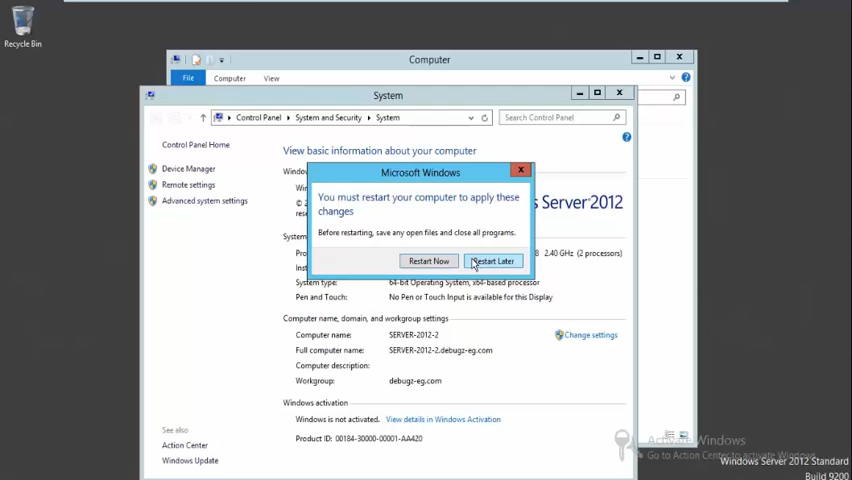 Recycle Bin
Computer
File Computer View
System
Control Panel System and Security System Search Control Panel
Control Panel Home
Device Manager
Remote settings
Advanced system settings
View basic information about your computer
Microsoft Windows
You must restart your computer to apply these
changes
Before restarting, save any open files and close all programs.
Restart Now Restart Later
Server 2012
2.40 GHz (2 processors)
System type: 64-bit Operating System, x64-based processor
Pen and Touch: No Pen or Touch Input is available for this Display
Computer name, domain, and workgroup settings
Computer name: SERVER-2012-2 Change settings
Full computer name: SERVER-2012-2.debugz-eg.com
Computer description:
Workgroup: debugz-eg.com
Windows activation
Windows is not activated. View details in Windows Activation
Product ID: 00184-30000-00001-AA420
See also
Action Center
Windows Update
Activate Windows
Go to Action Center to activate Windows.
Windows Server 2012 Standard
Build 9200